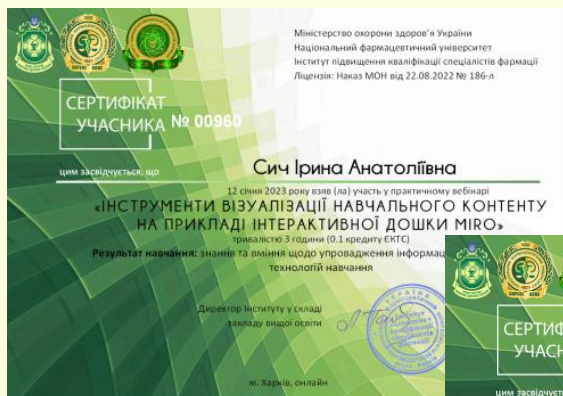 Міністерство охорони здоров'я України
Національний фармацевтичний університет
Інститут підвищення кваліфікації спеціалістів фармації
Ліцензія: Наказ МОН від 22.08.2022 № 186-л
СЕРТИФІКАТ
УЧАСНИКА № 00960
цим засвідчується, що
Сич Ірина Анатоліївна
12 січня 2023 року взяв (ла) участь у практичному вебінарі
«ІНСТРУМЕНТИ ВІЗУАЛІЗАЦІЇ НАВЧАЛЬНОГО КОНТЕНТУ
НА ПРИКЛАДІ ІНТЕРАКТИВНОЇ ДОШКИ MIRO»
тривалістю 3 години (0.1 кредиту ЄКТС)
Результат навчання: знання та вміння щодо упровадження інформац
технологій навчання
Директор Інституту у складі
закладу вищої освіти
м. Харків, онлайн
СЕРТИФ
УЧАСН
цим засвідчуєт